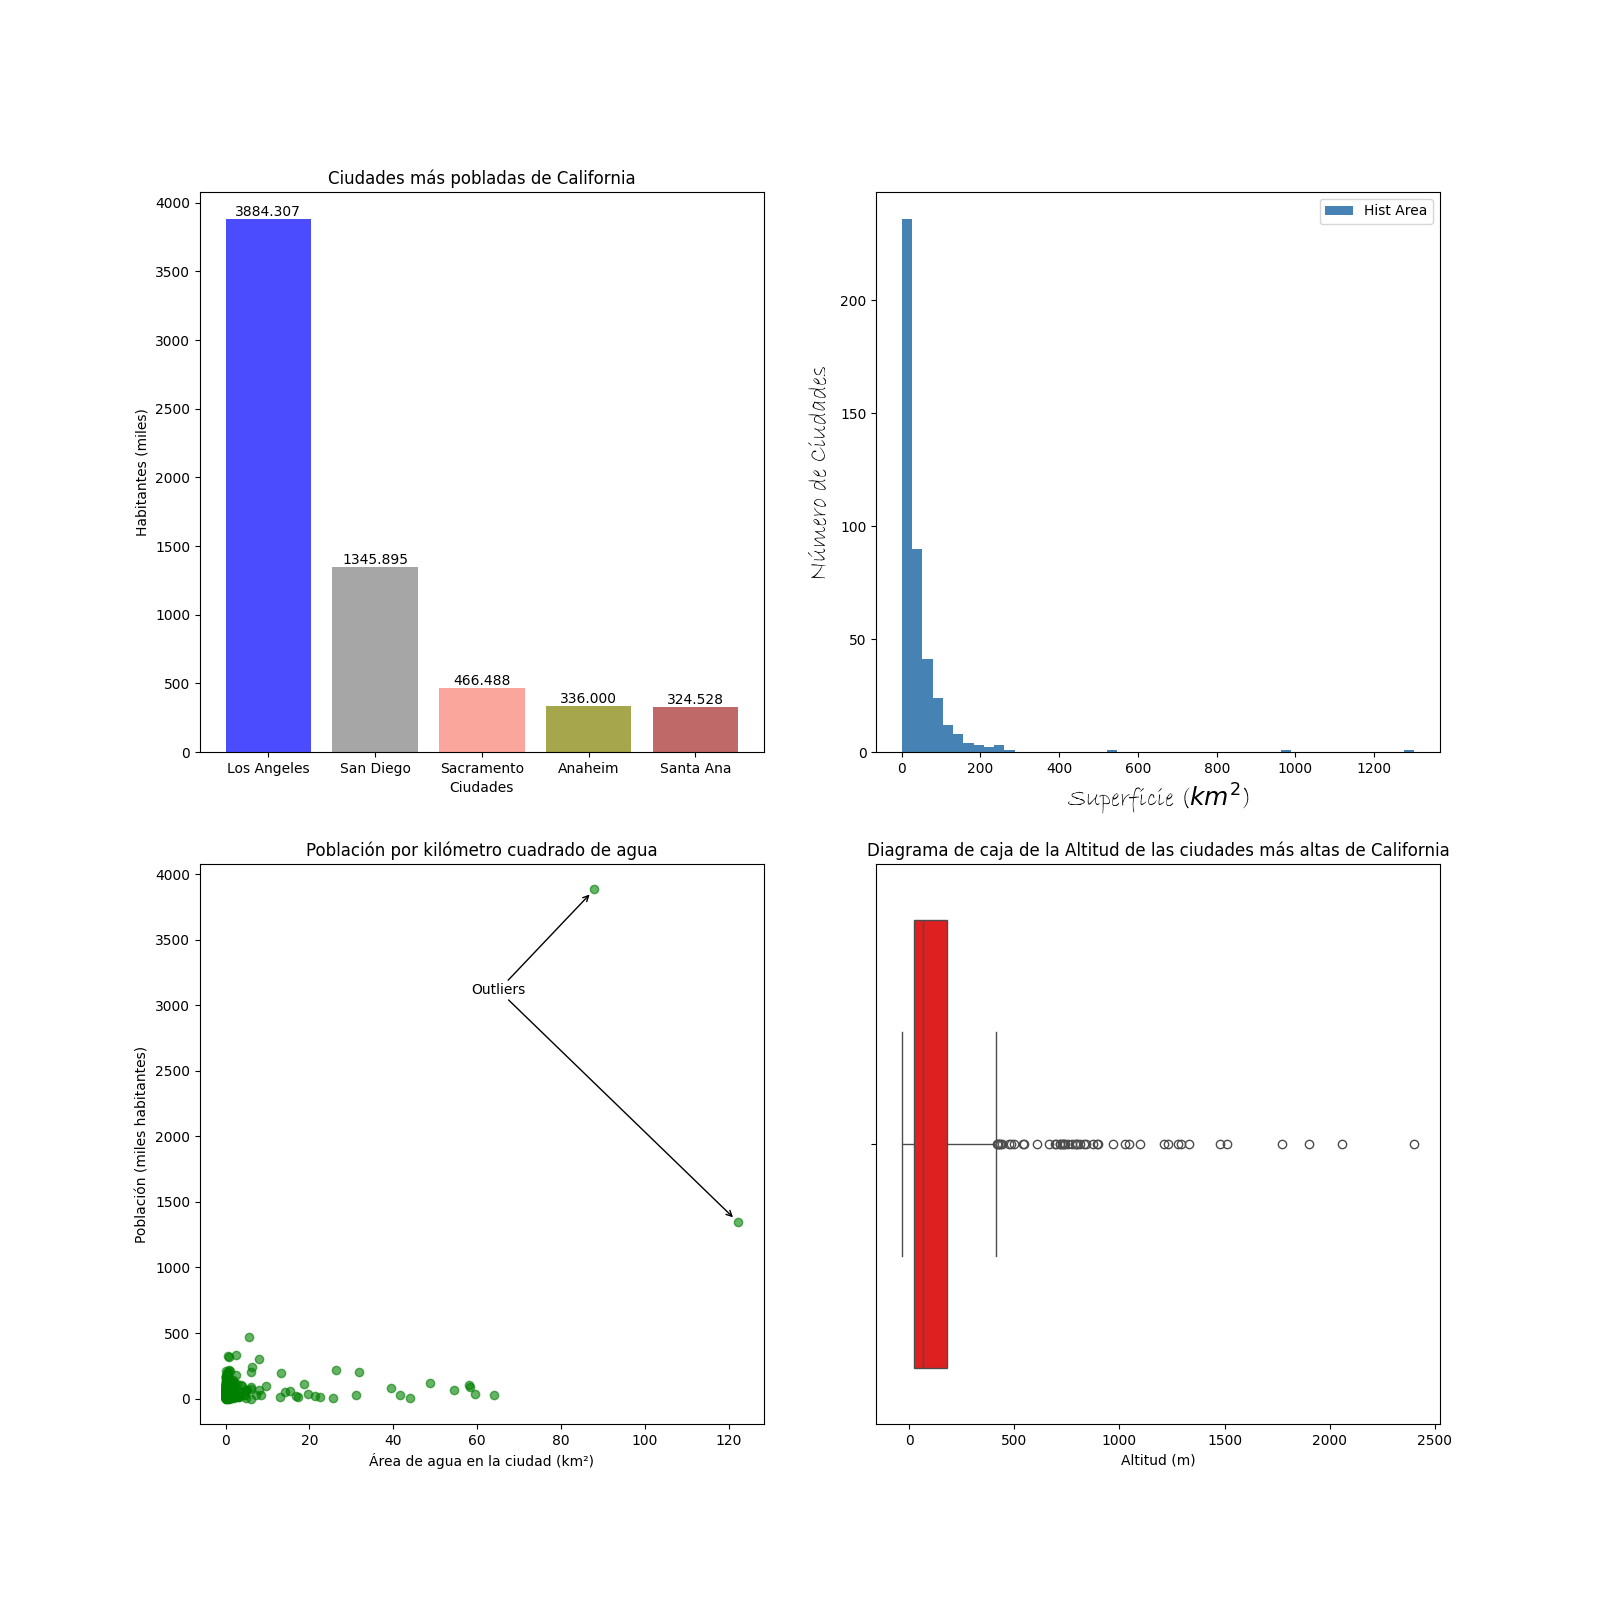 Ciudades más pobladas de California
4000
3500
3000
2500
2000
1500
1000
500
0
Habitantes (miles)
3884.307
1345.895
466.488
336.000
324.528
Los Angeles San Diego Sacramento Anaheim Santa Ana
Ciudades
Hist Area
200
150
100
50
0
Número de Ciudades
0 200 400 600 800 1000 1200
Superficie (km²)
Población por kilómetro cuadrado de agua
4000
3500
3000
2500
2000
1500
1000
500
0
Población (miles habitantes)
Outliers
0 20 40 60 80 100 120
Área de agua en la ciudad (km²)
Diagrama de caja de la Altitud de las ciudades más altas de California
0 500 1000 1500 2000 2500
Altitud (m)